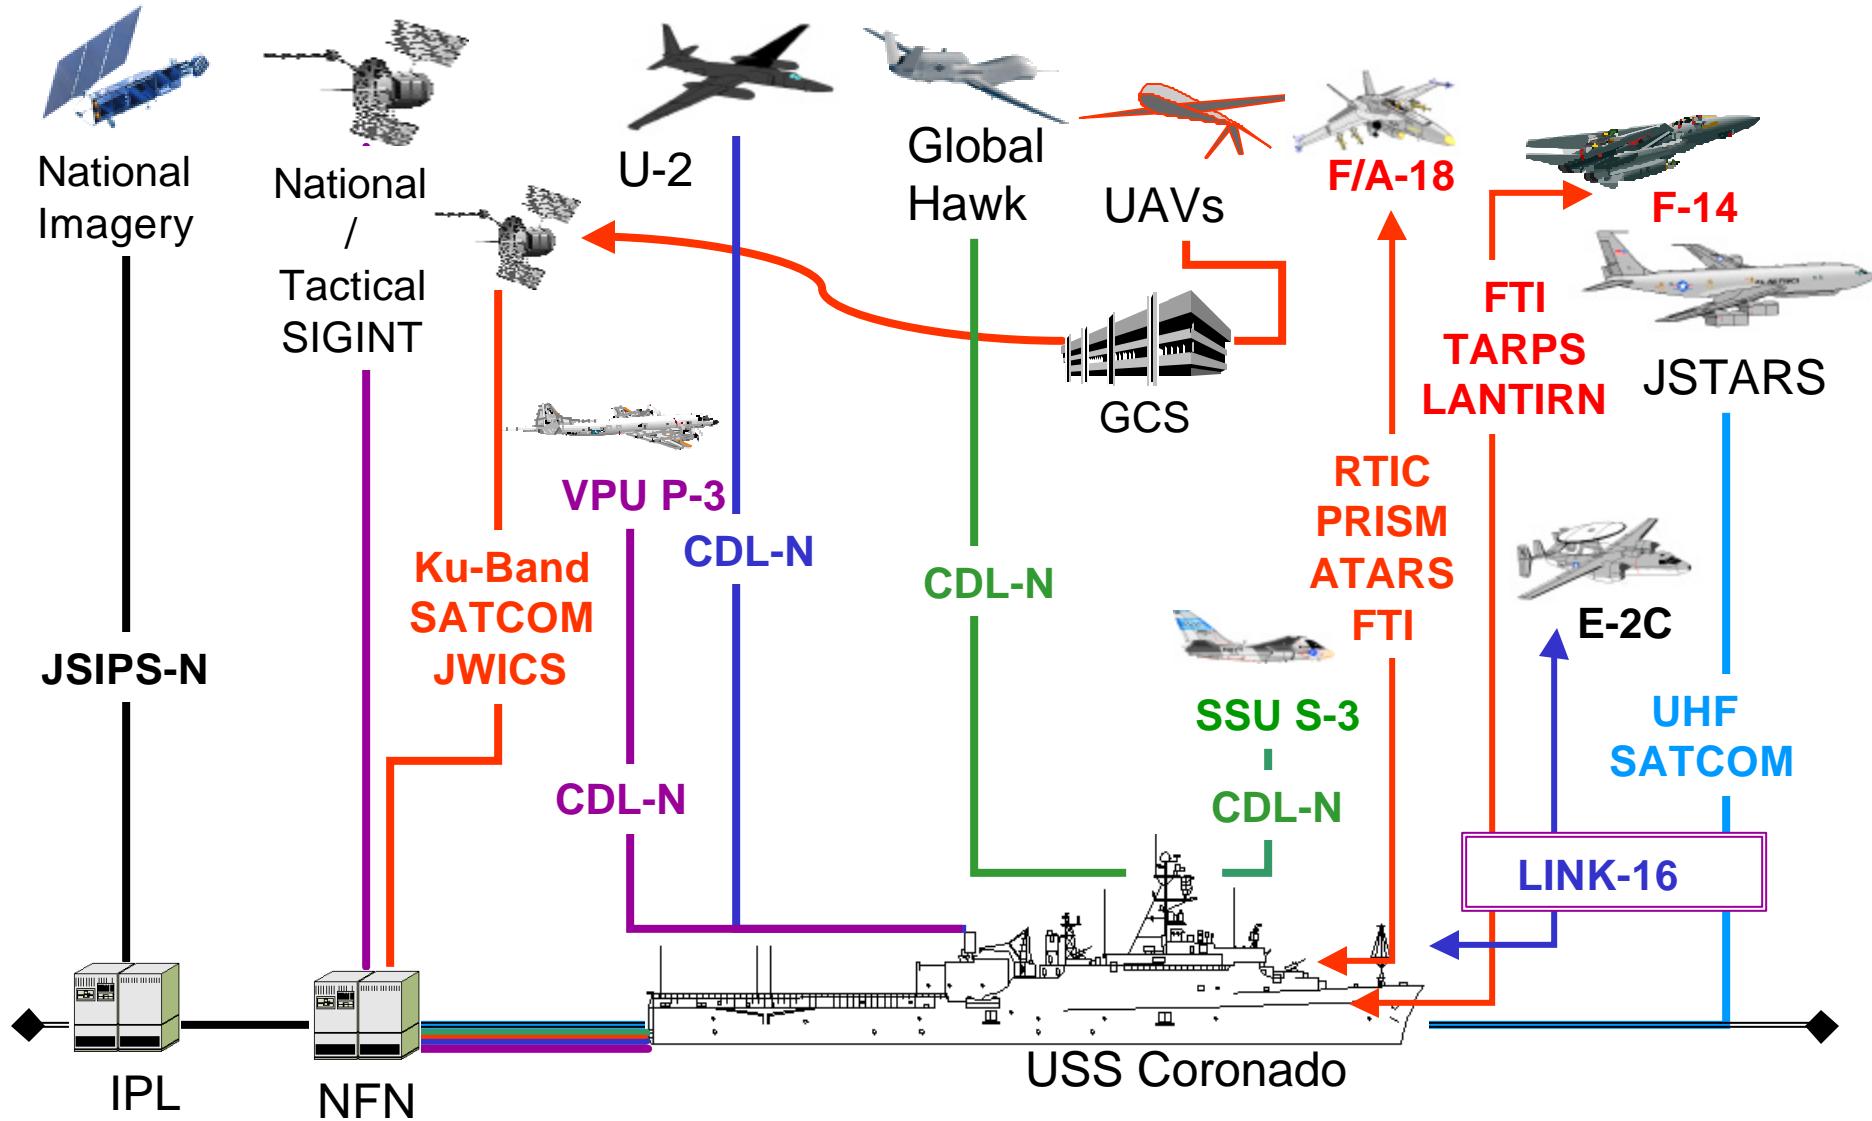 National
Imagery
National
/
Tactical
SIGINT
U-2
Global
Hawk
UAVs
F/A-18
F-14
FTI
TARPS
LANTIRN
JSTARS
GCS
VPU P-3
CDL-N
Ku-Band
SATCOM
JWICS
CDL-N
RTIC
PRISM
ATARS
FTI
E-2C
JSIPS-N
SSU S-3
CDL-N
UHF
SATCOM
CDL-N
LINK-16
USS Coronado
IPL
NFN